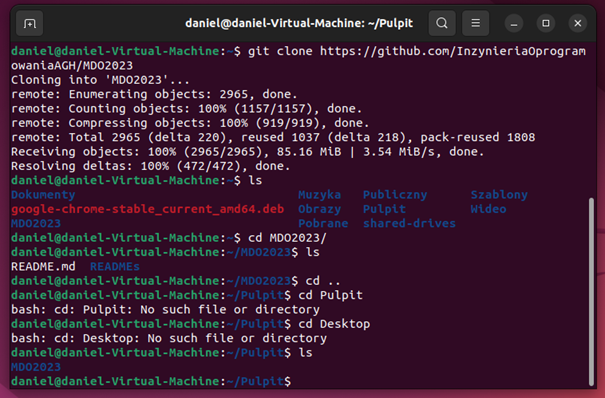 daniel@daniel-Virtual-Machine: ~/Pulpit
daniel@daniel-Virtual-Machine:~$ git clone https://github.com/InzynieriaOprogram
owaniaAGH/MDO2023
Cloning into 'MDO2023'...
remote: Enumerating objects: 2965, done.
remote: Counting objects: 100% (1157/1157), done.
remote: Compressing objects: 100% (919/919), done.
remote: Total 2965 (delta 220), reused 1037 (delta 218), pack-reused 1808
Receiving objects: 100% (2965/2965), 85.16 MiB | 3.54 MiB/s, done.
Resolving deltas: 100% (472/472), done.
daniel@daniel-Virtual-Machine:~$ ls
Dokumenty Muzyka Publiczny Szablony
google-chrome-stable_current_amd64.deb Obrazy Pulpit Wideo
MDO2023 Pobrane shared-drives
daniel@daniel-Virtual-Machine:~$ cd MDO2023/
daniel@daniel-Virtual-Machine:~/MDO2023$ ls
README.md READMEs
daniel@daniel-Virtual-Machine:~/MDO2023$ cd ..
daniel@daniel-Virtual-Machine:~/Pulpit$ cd Pulpit
bash: cd: Pulpit: No such file or directory
daniel@daniel-Virtual-Machine:~/Pulpit$ cd Desktop
bash: cd: Desktop: No such file or directory
daniel@daniel-Virtual-Machine:~/Pulpit$ ls
MDO2023
daniel@daniel-Virtual-Machine:~/Pulpit$